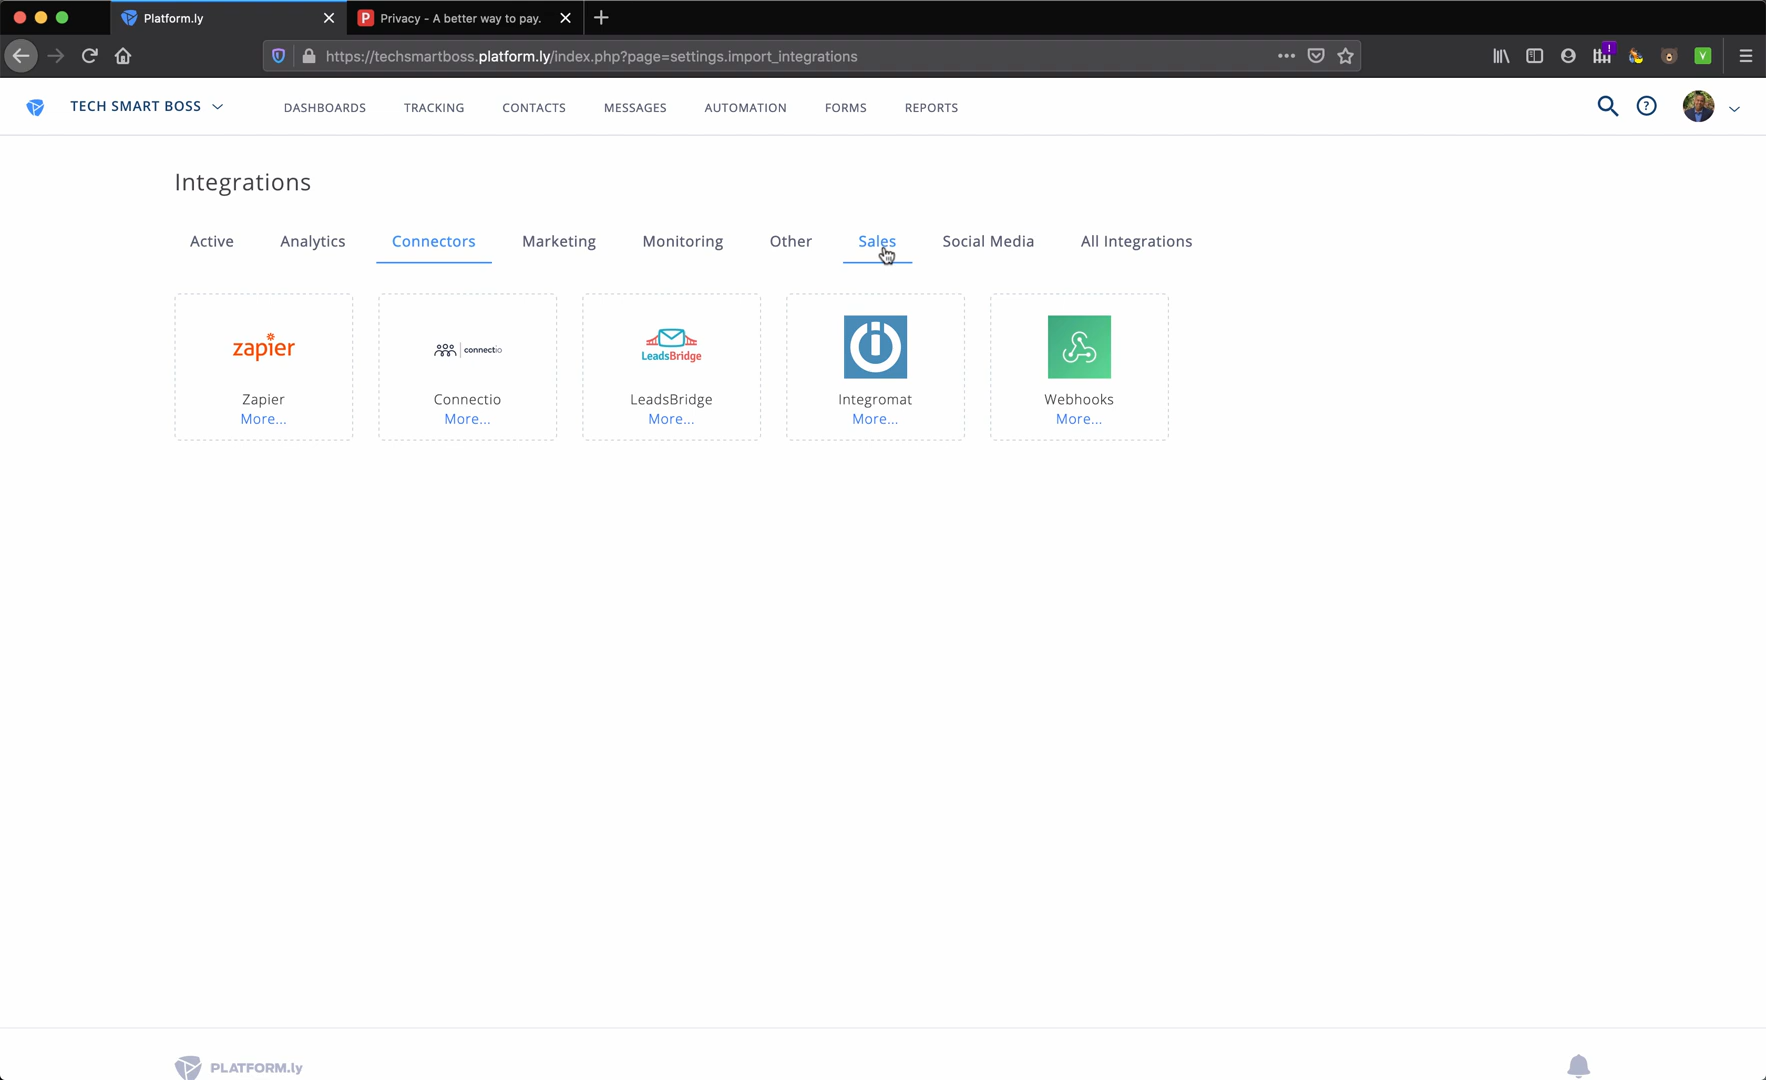 Platform.ly
P Privacy - A better way to pay.
https://techsmartboss.platform.ly/index.php?page=settings.import_integrations
TECH SMART BOSS
DASHBOARDS TRACKING CONTACTS MESSAGES AUTOMATION FORMS REPORTS
Integrations
Active Analytics Connectors Marketing Monitoring Other Sales Social Media All Integrations
zapier connectio LeadsBridge
Zapier Connectio LeadsBridge Integromat Webhooks
More... More... More... More... More...
PLATFORM.ly